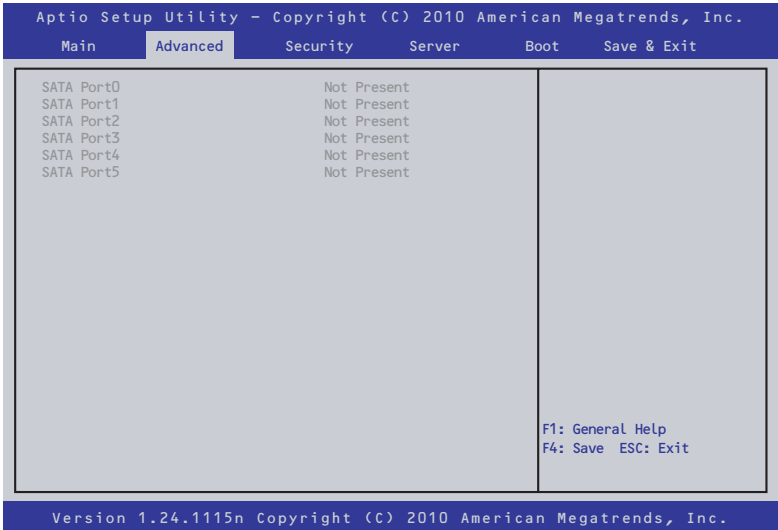 Aptio Setup Utility – Copyright (C) 2010 American Megatrends, Inc.
Main Advanced Security Server Boot Save & Exit
SATA Port0 Not Present
SATA Port1 Not Present
SATA Port2 Not Present
SATA Port3 Not Present
SATA Port4 Not Present
SATA Port5 Not Present
F1: General Help
F4: Save ESC: Exit
Version 1.24.1115n Copyright (C) 2010 American Megatrends, Inc.